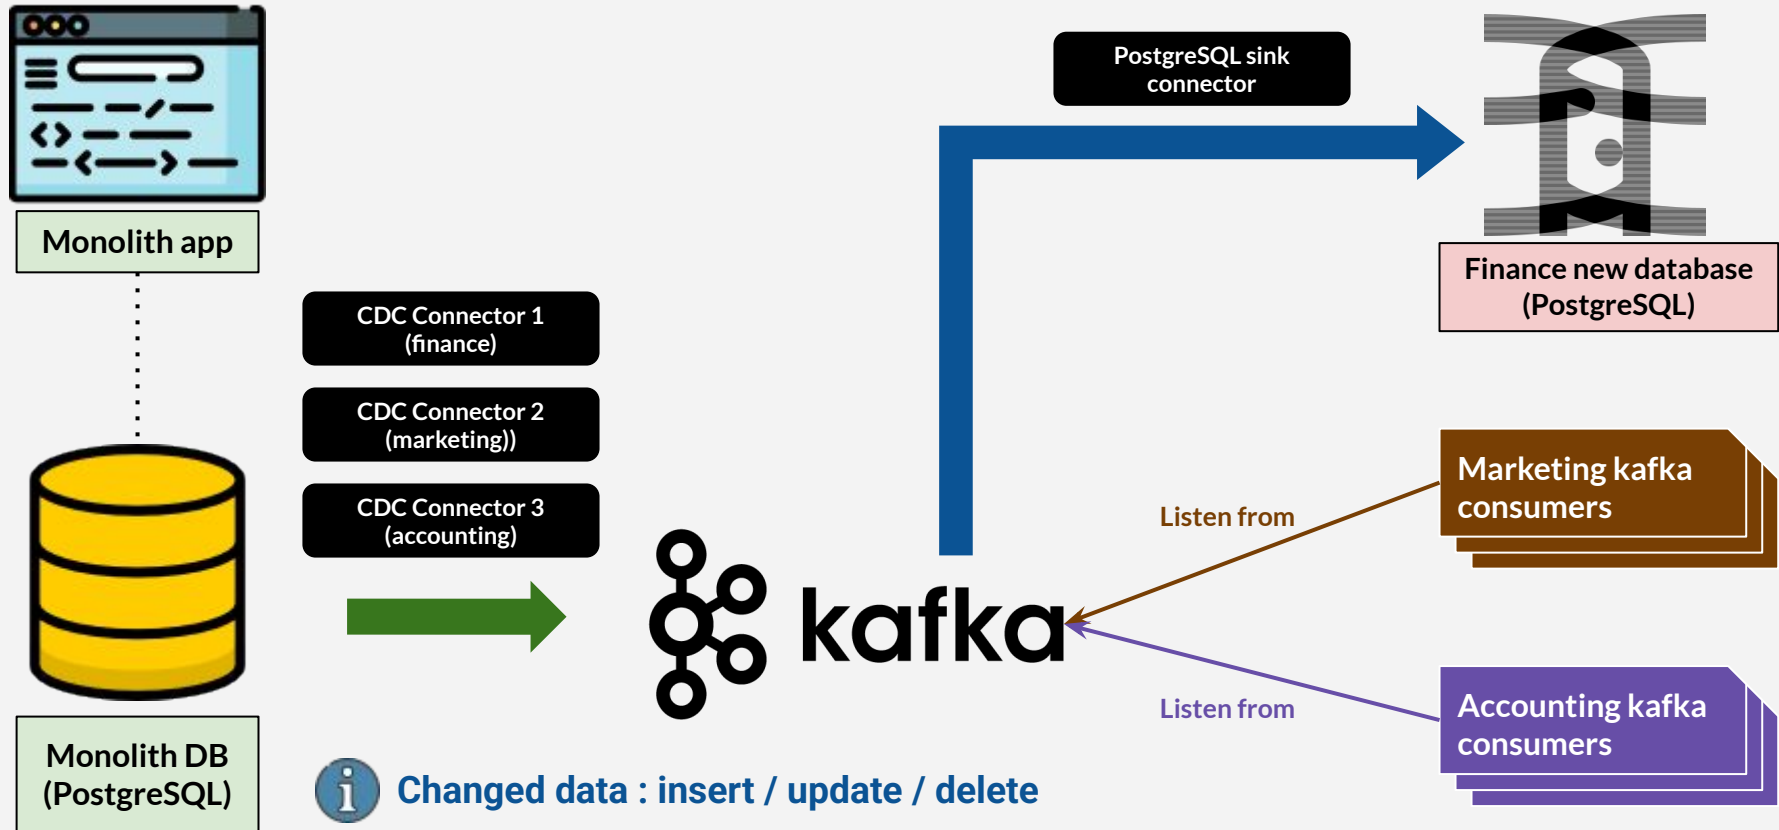 Monolith app
Monolith DB
(PostgreSQL)
CDC Connector 1
(finance)
CDC Connector 2
(marketing))
CDC Connector 3
(accounting)
kafka
Changed data : insert / update / delete
PostgreSQL sink
connector
Finance new database
(PostgreSQL)
Listen from
Marketing kafka
consumers
Listen from
Accounting kafka
consumers